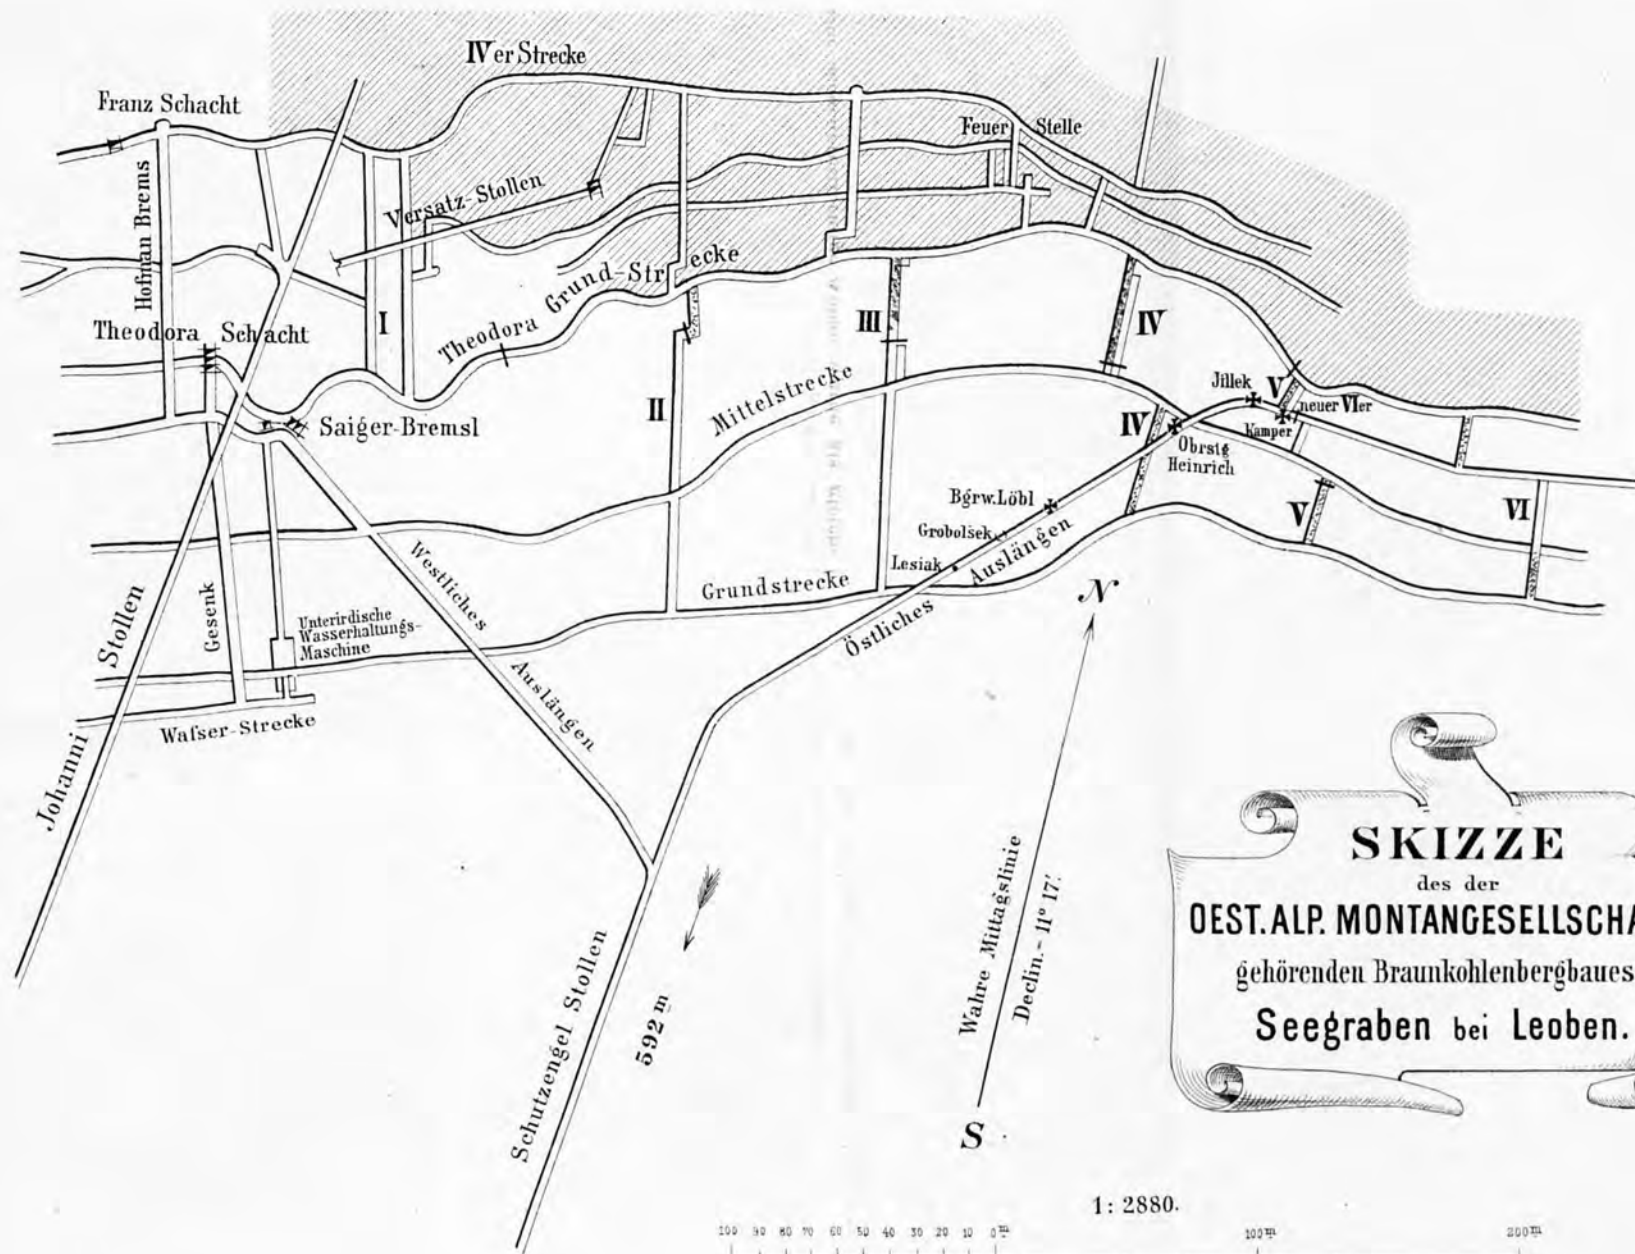 IVer Strecke
Franz Schacht
Feuer Stelle
Hofman Brems
Versatz-Stollen
Theodora Grund-Strecke
Theodora Schacht
I
II
III
IV
Mittelstrecke
Jillek
V
neuer VIer
Kamper
Saiger-Bremsl
IV
Obrsig
Heinrich
Bgrw. Löbl
Grobolsek
Lesiak
V
VI
Westliches Auslängen
Grundstrecke
Östliches Auslängen
Gesenk
Unterirdische
Wasserhaltungs-
Maschine
Waſser-Strecke
Johanni Stollen
Schutzengel Stollen
592 m
N
Wahre Mittagslinie
Declin.- 11° 17'.
S
SKIZZE
des der
OEST. ALP. MONTANGESELLSCHA
gehörenden Braunkohlenbergbaues
Seegraben bei Leoben.
1: 2880.
100 90 80 70 60 50 40 30 20 10 0m 100m 200m